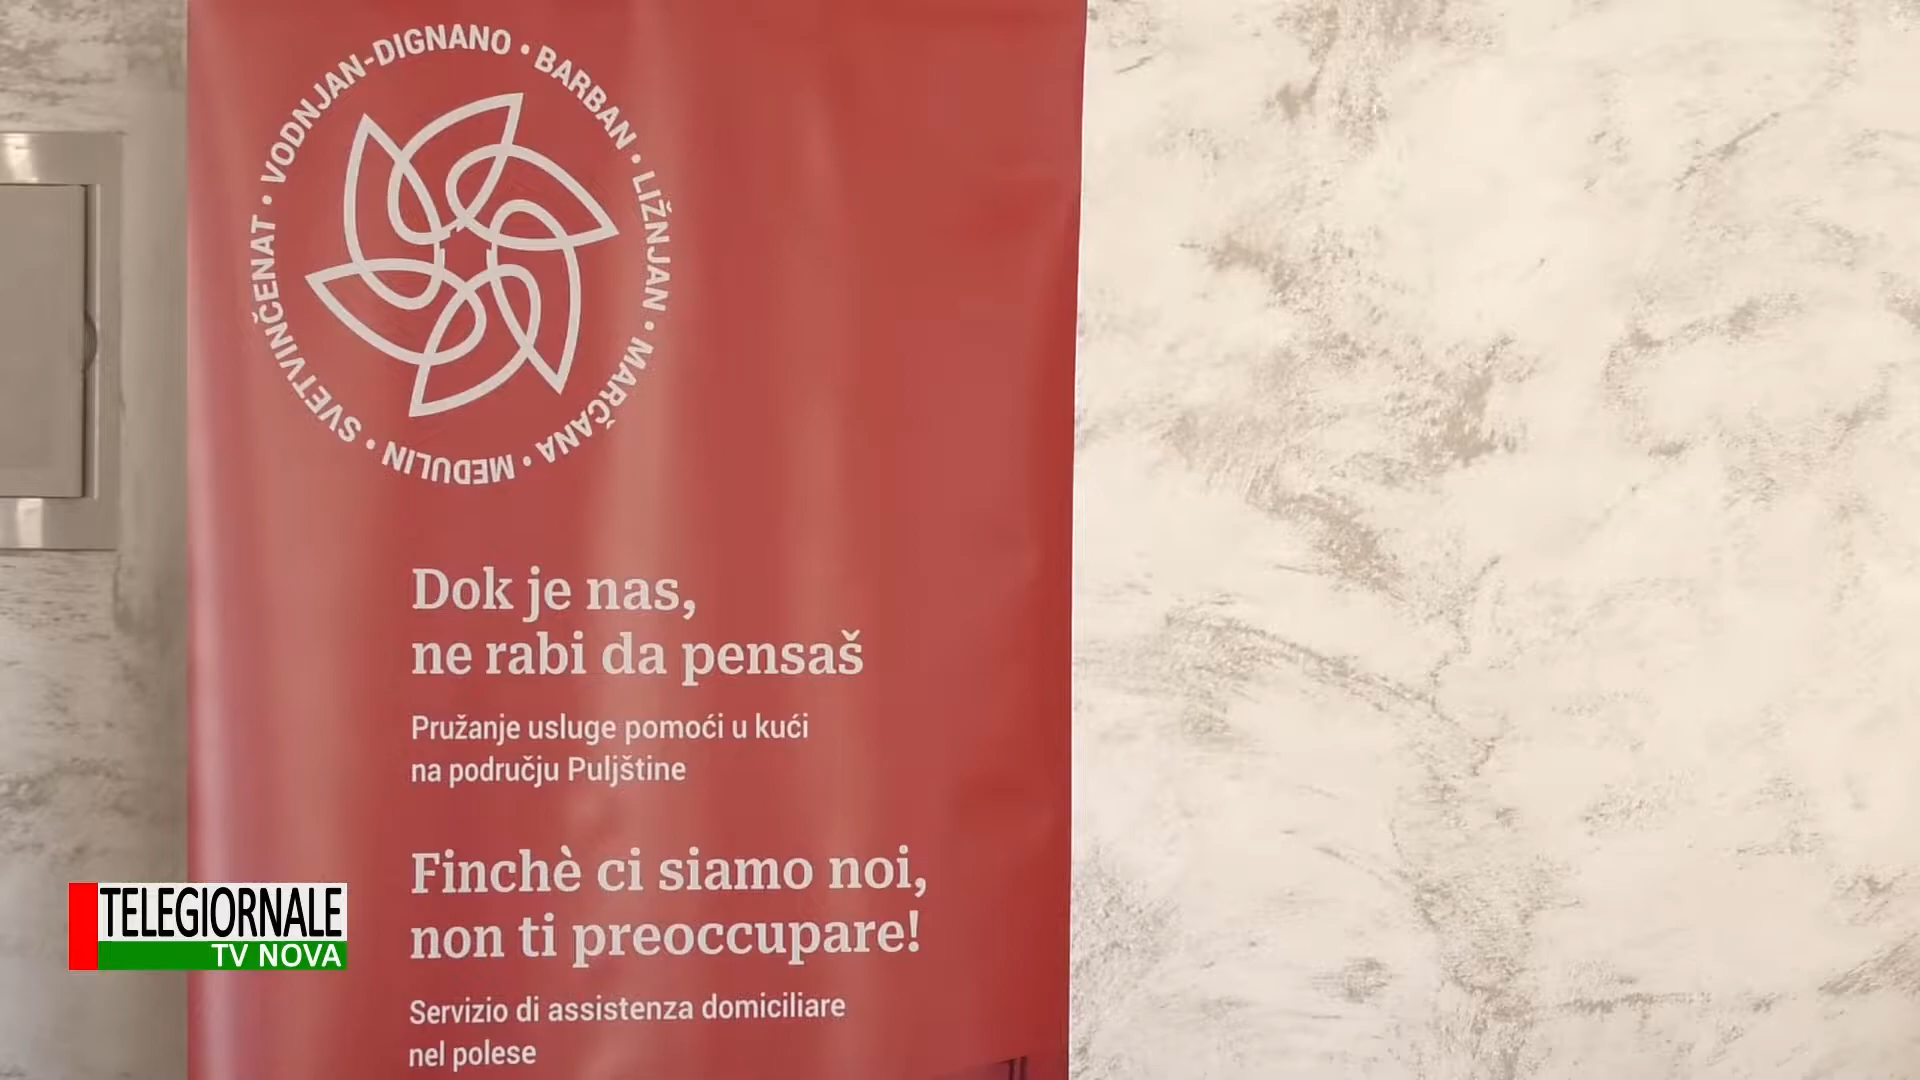 VODNJAN-DIGNANO • BARBAN • LIŽNJAN • MARČANA • MEDULIN • SVETVINČENAT •
Dok je nas,
ne rabi da pensaš
Pružanje usluge pomoći u kući
na području Puljštine
Finchè ci siamo noi,
non ti preoccupare!
Servizio di assistenza domiciliare
nel polese
TELEGIORNALE
TV NOVA